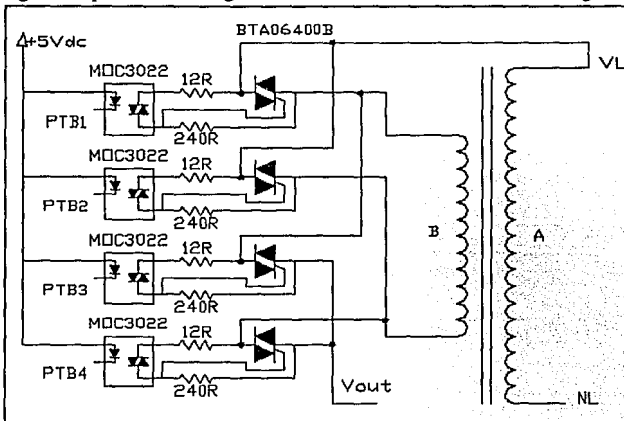 +5Vdc
BTA06400B
MOC3022
12R
VL
PTB1
240R
MOC3022
12R
PTB2
240R
B
A
MOC3022
12R
PTB3
240R
MOC3022
12R
PTB4
240R
Vout
NL